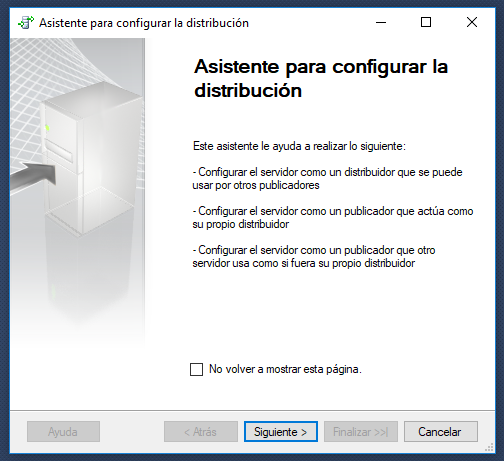 Asistente para configurar la distribución
Asistente para configurar la
distribución
Este asistente le ayuda a realizar lo siguiente:
- Configurar el servidor como un distribuidor que se puede
usar por otros publicadores
- Configurar el servidor como un publicador que actúa como
su propio distribuidor
- Configurar el servidor como un publicador que otro
servidor usa como si fuera su propio distribuidor
No volver a mostrar esta página.
Ayuda
< Atrás
Siguiente >
Finalizar >>|
Cancelar